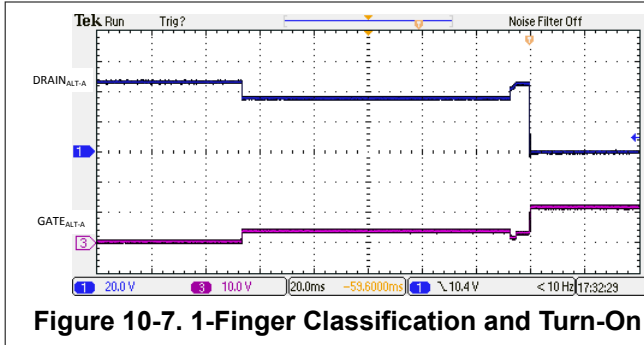 Tek Run Trig? Noise Filter Off
T
T
DRAINALT-A
1
GATEALT-A
3
1 20.0 V 3 10.0 V 20.0ms -59.6000ms 1 10.4 V < 10 Hz 17:32:29
Figure 10-7. 1-Finger Classification and Turn-On